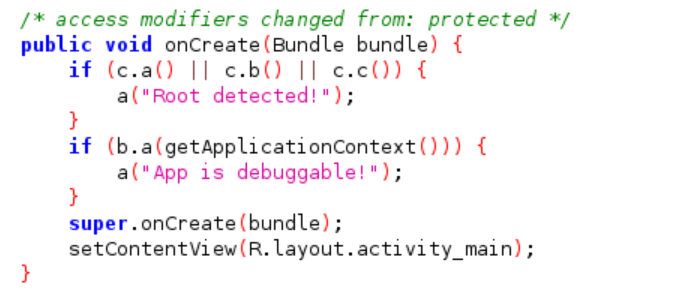 /* access modifiers changed from: protected */
public void onCreate(Bundle bundle) {
    if (c.a() || c.b() || c.c()) {
        a("Root detected!");
    }
    if (b.a(getApplicationContext())) {
        a("App is debuggable!");
    }
    super.onCreate(bundle);
    setContentView(R.layout.activity_main);
}